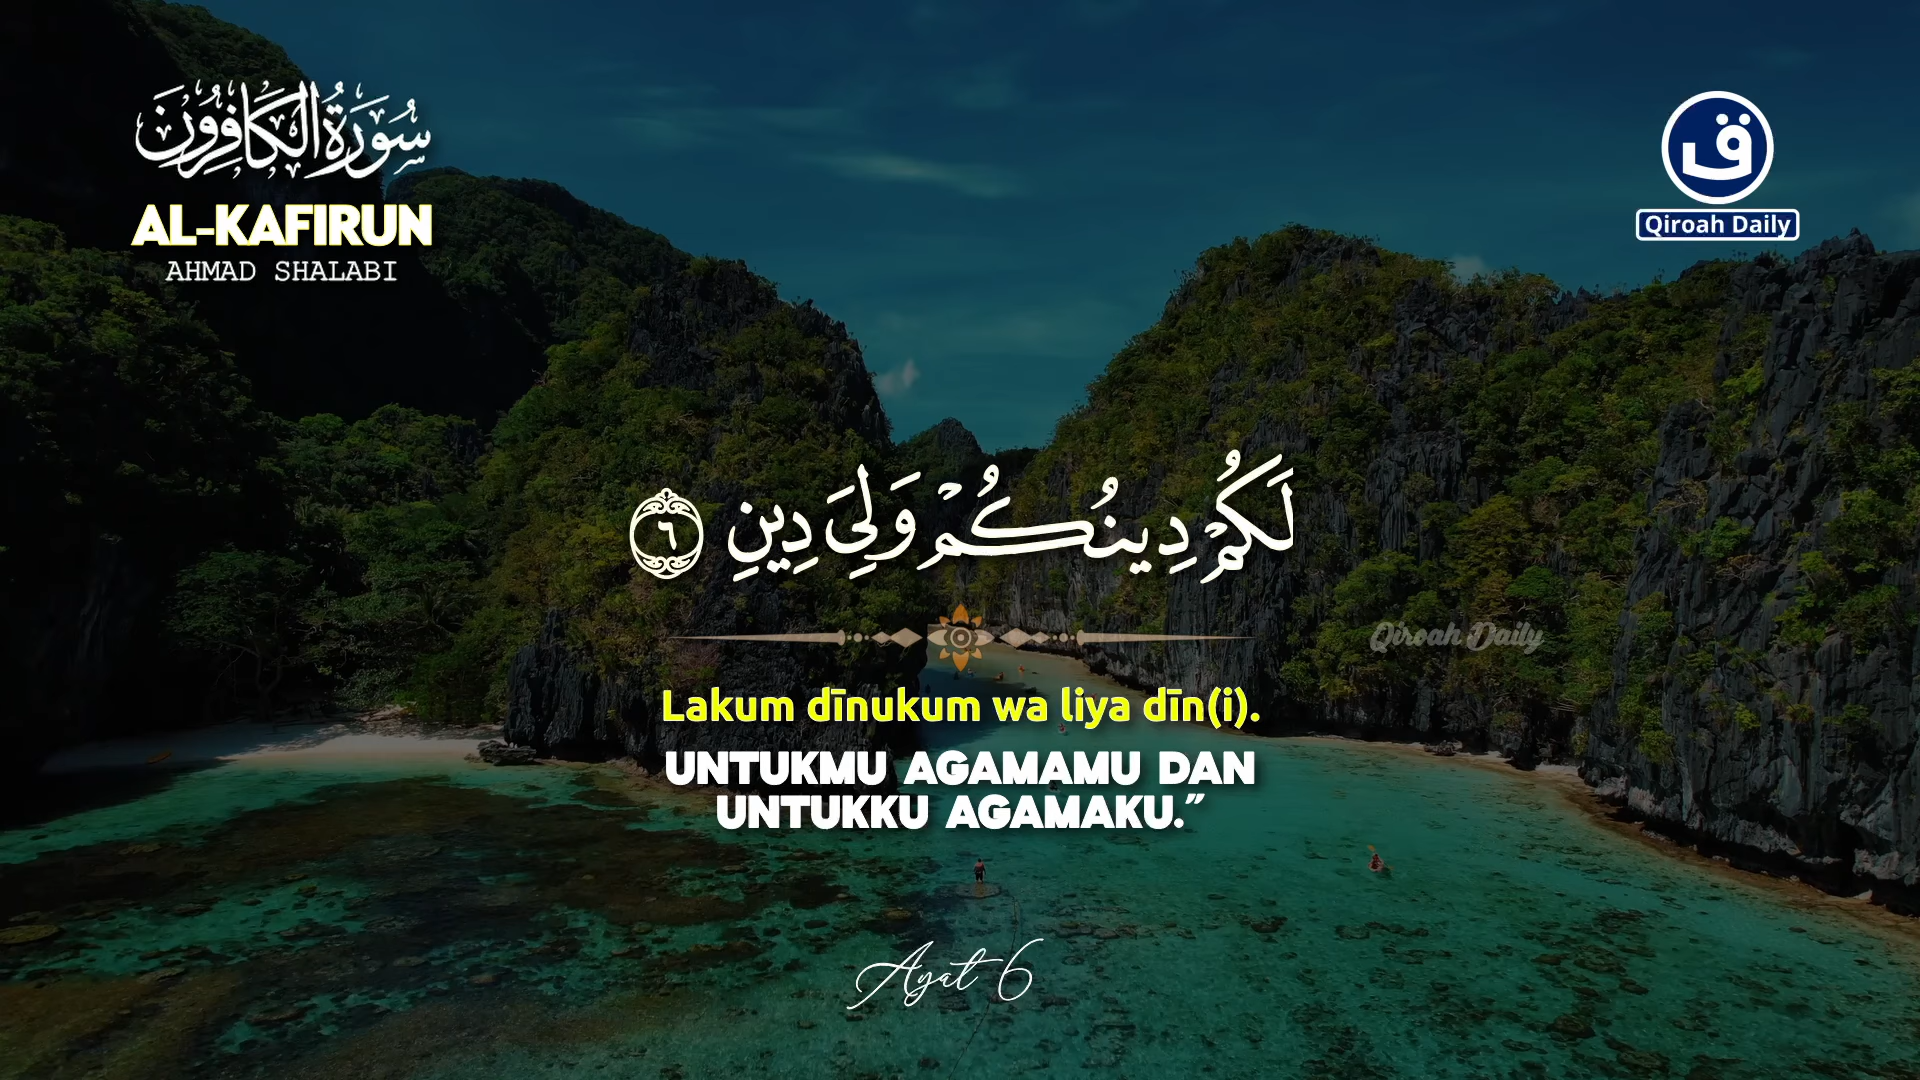 سُورَةُ الْكَافِرُونَ
AL-KAFIRUN
AHMAD SHALABI
ق
Qiroah Daily
لَكُمْ دِينُكُمْ وَلِيَ دِينِ ٦
Qiroah Daily
Lakum dīnukum wa liya dīn(i).
UNTUKMU AGAMAMU DAN
UNTUKKU AGAMAKU.”
Ayat 6